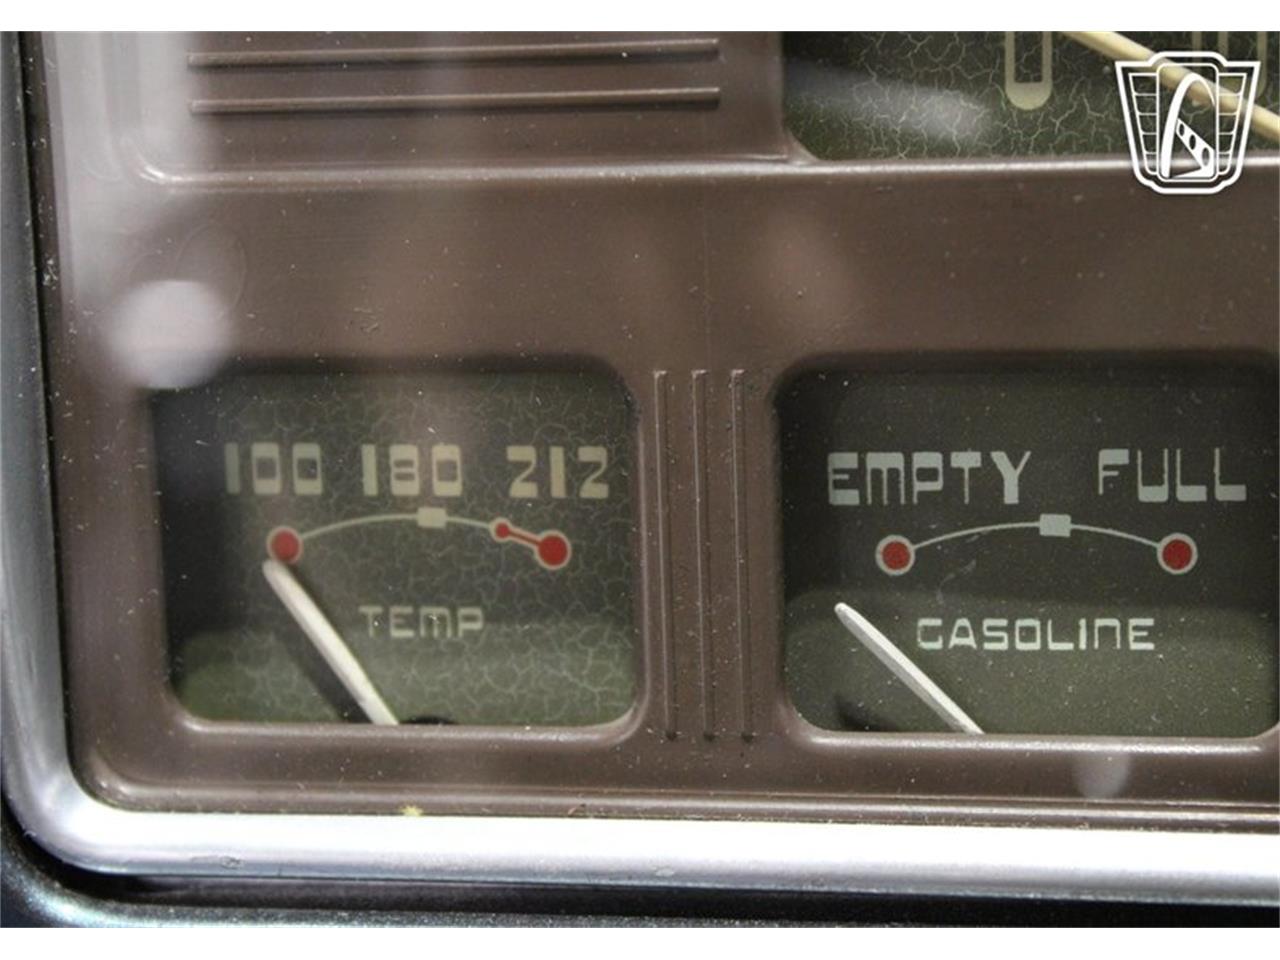 100 180 212
TEMP
EMPTY FULL
GASOLINE